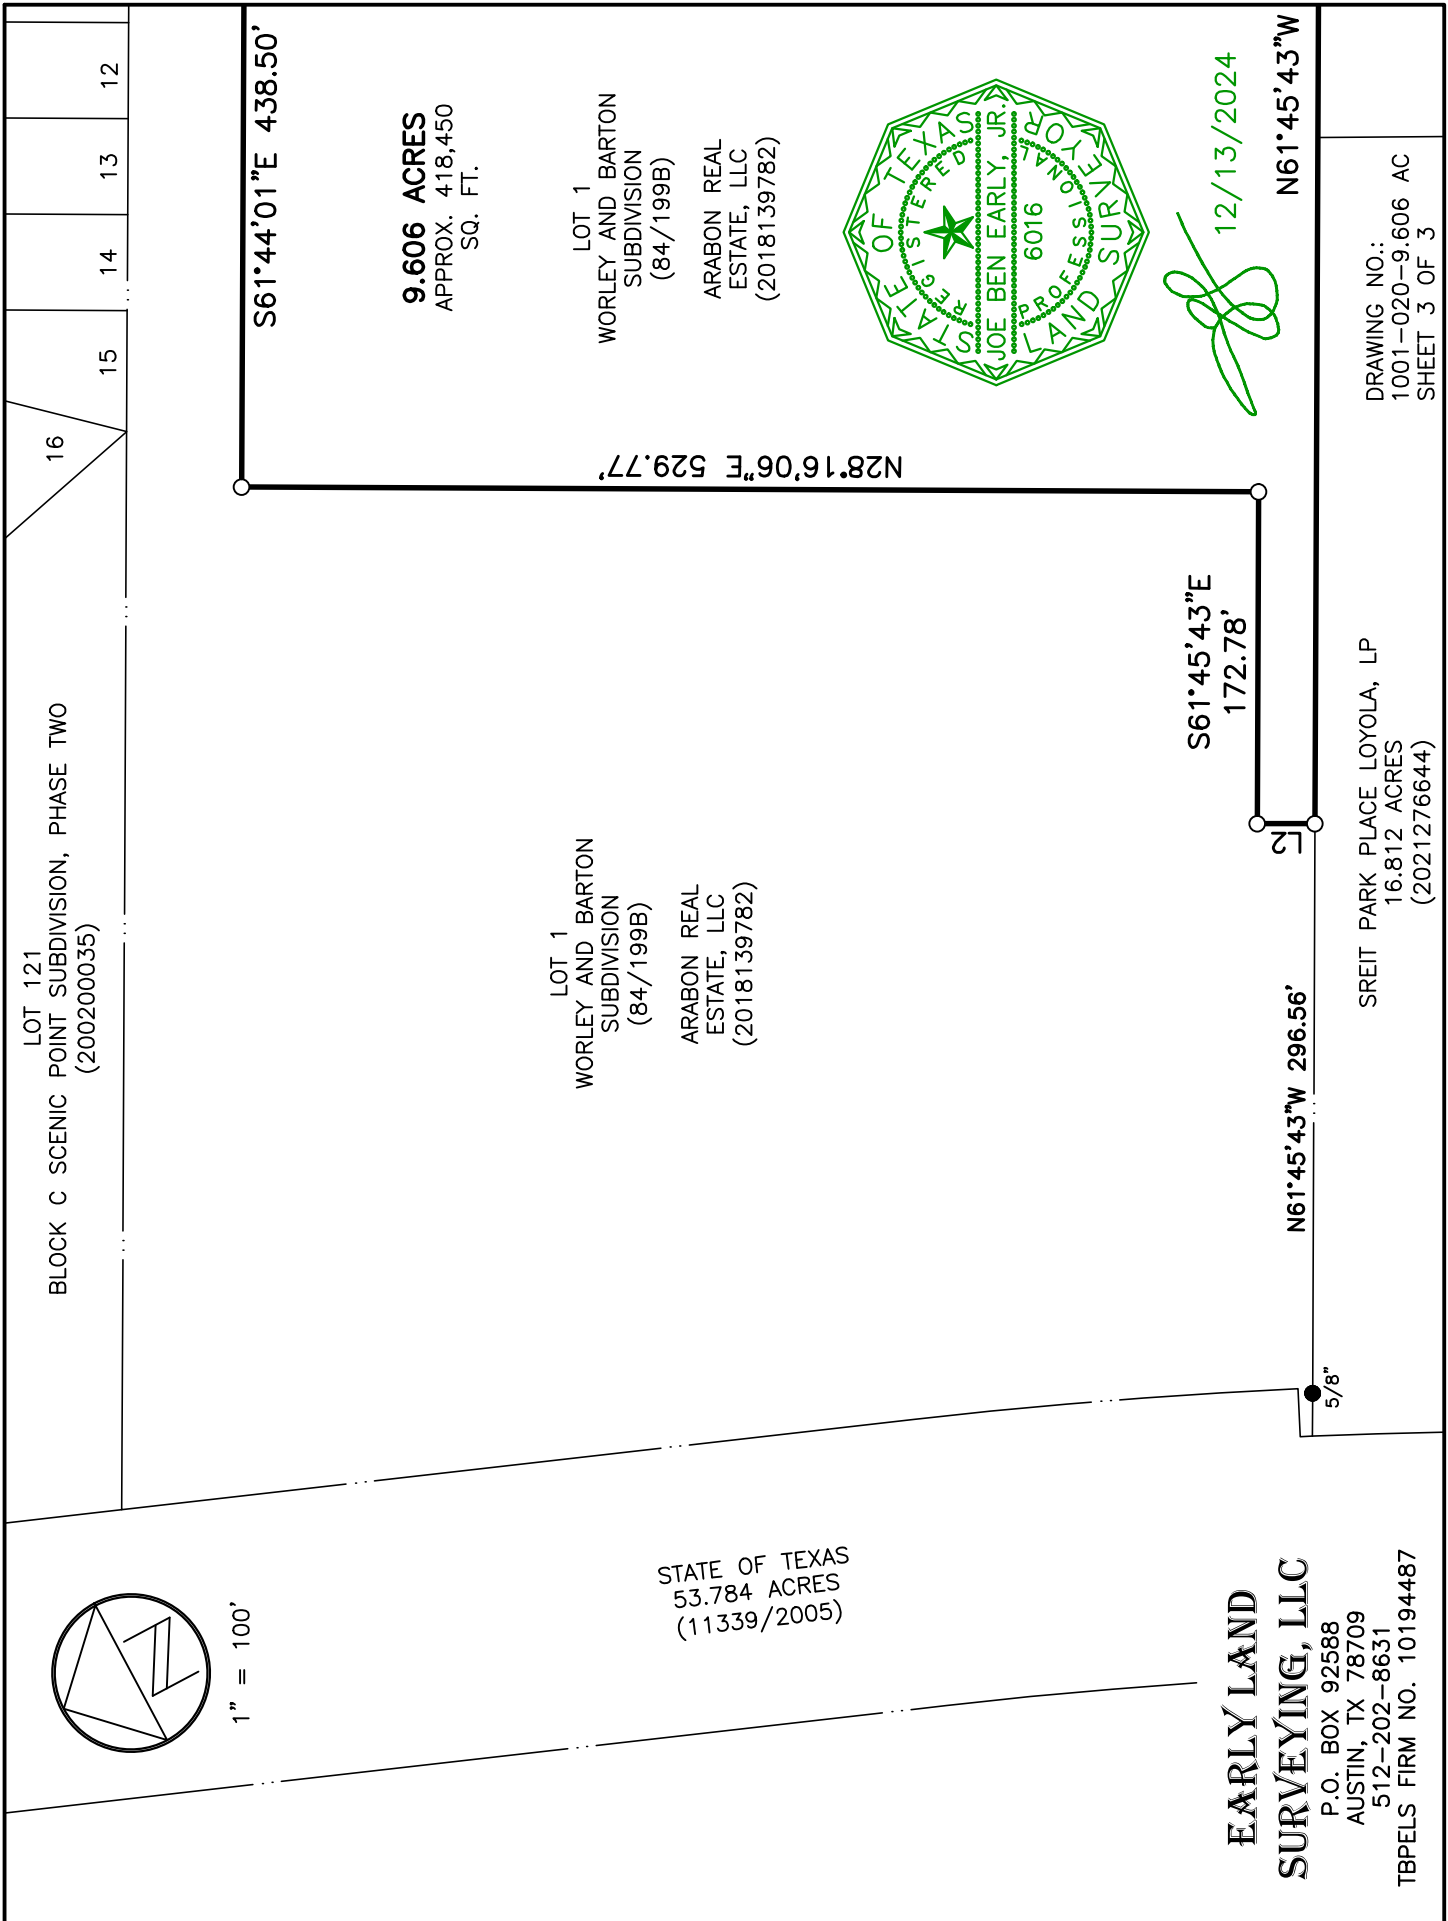 LOT 121
BLOCK C SCENIC POINT SUBDIVISION, PHASE TWO
(200200035)
16
15
14
13
12
S61°44'01"E 438.50'
9.606 ACRES
APPROX. 418,450
SQ. FT.
LOT 1
WORLEY AND BARTON
SUBDIVISION
(84/199B)
ARABON REAL
ESTATE, LLC
(2018139782)
N28°16'06"E 529.77'
LOT 1
WORLEY AND BARTON
SUBDIVISION
(84/199B)
ARABON REAL
ESTATE, LLC
(2018139782)
STATE OF TEXAS
REGISTERED
JOE BEN EARLY, JR.
6016
PROFESSIONAL
LAND SURVEYOR
12/13/2024
S61°45'43"E
172.78'
L2
N61°45'43"W
N61°45'43"W 296.56'
5/8"
1" = 100'
N
STATE OF TEXAS
53.784 ACRES
(11339/2005)
SREIT PARK PLACE LOYOLA, LP
16.812 ACRES
(2021276644)
EARLY LAND
SURVEYING, LLC
P.O. BOX 92588
AUSTIN, TX 78709
512-202-8631
TBPELS FIRM NO. 10194487
DRAWING NO.:
1001-020-9.606 AC
SHEET 3 OF 3